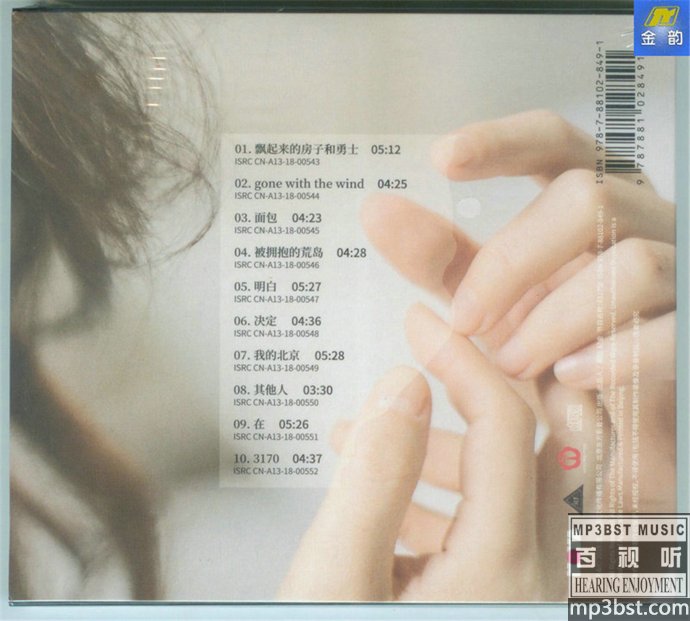 金韵
01. 飘起来的房子和勇士 05:12
ISRC CN-A13-18-00543
02. gone with the wind 04:25
ISRC CN-A13-18-00544
03. 面包 04:23
ISRC CN-A13-18-00545
04. 被拥抱的荒岛 04:28
ISRC CN-A13-18-00546
05. 明白 05:27
ISRC CN-A13-18-00547
06. 决定 04:36
ISRC CN-A13-18-00548
07. 我的北京 05:28
ISRC CN-A13-18-00549
08. 其他人 03:30
ISRC CN-A13-18-00550
09. 在 05:26
ISRC CN-A13-18-00551
10. 3170 04:37
ISRC CN-A13-18-00552
ISBN 978-7-88102-849-1
9 787881 028491
MP3BST MUSIC
百视听
HEARING ENJOYMENT
mp3bst.com